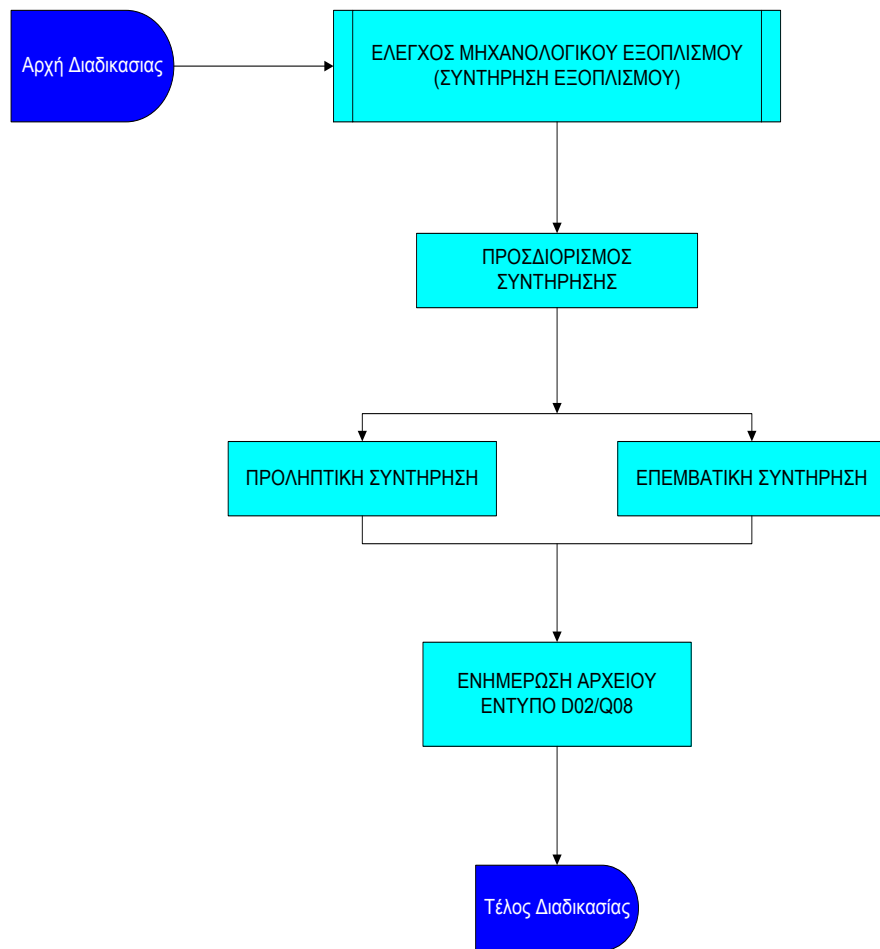 Αρχή Διαδικασιας
ΕΛΕΓΧΟΣ ΜΗΧΑΝΟΛΟΓΙΚΟΥ ΕΞΟΠΛΙΣΜΟΥ
(ΣΥΝΤΗΡΗΣΗ ΕΞΟΠΛΙΣΜΟΥ)
ΠΡΟΣΔΙΟΡΙΣΜΟΣ
ΣΥΝΤΗΡΗΣΗΣ
ΠΡΟΛΗΠΤΙΚΗ ΣΥΝΤΗΡΗΣΗ
ΕΠΕΜΒΑΤΙΚΗ ΣΥΝΤΗΡΗΣΗ
ΕΝΗΜΕΡΩΣΗ ΑΡΧΕΙΟΥ
ΕΝΤΥΠΟ D02/Q08
Τέλος Διαδικασίας